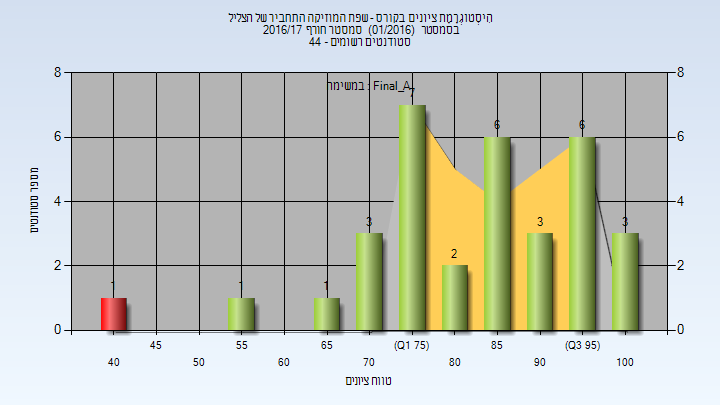 היסטוגרמת ציונים בקורס - שפת המוזיקה התחביר של הצליל
בסמסטר (01/2016) סמסטר חורף 2016/17
סטודנטים רשומים - 44
במשימה : Final_A
8 8
6 6
4 4
2 2
0 0
מספר סטודנטים
1 1 1 3 7 2 6 3 6 3
45 55 65 (Q1 75) 85 (Q3 95)
40 50 60 70 80 90 100
טווח ציונים